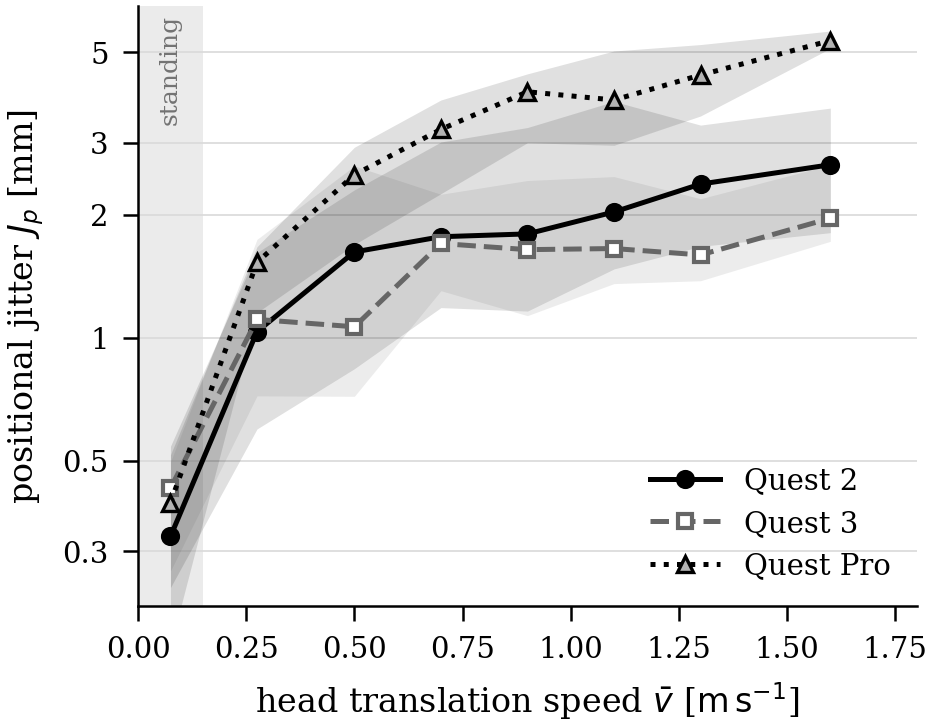 standing
positional jitter Jₚ [mm]
5
3
2
1
0.5
0.3
Quest 2
Quest 3
Quest Pro
0.00 0.25 0.50 0.75 1.00 1.25 1.50 1.75
head translation speed v̄ [m s⁻¹]